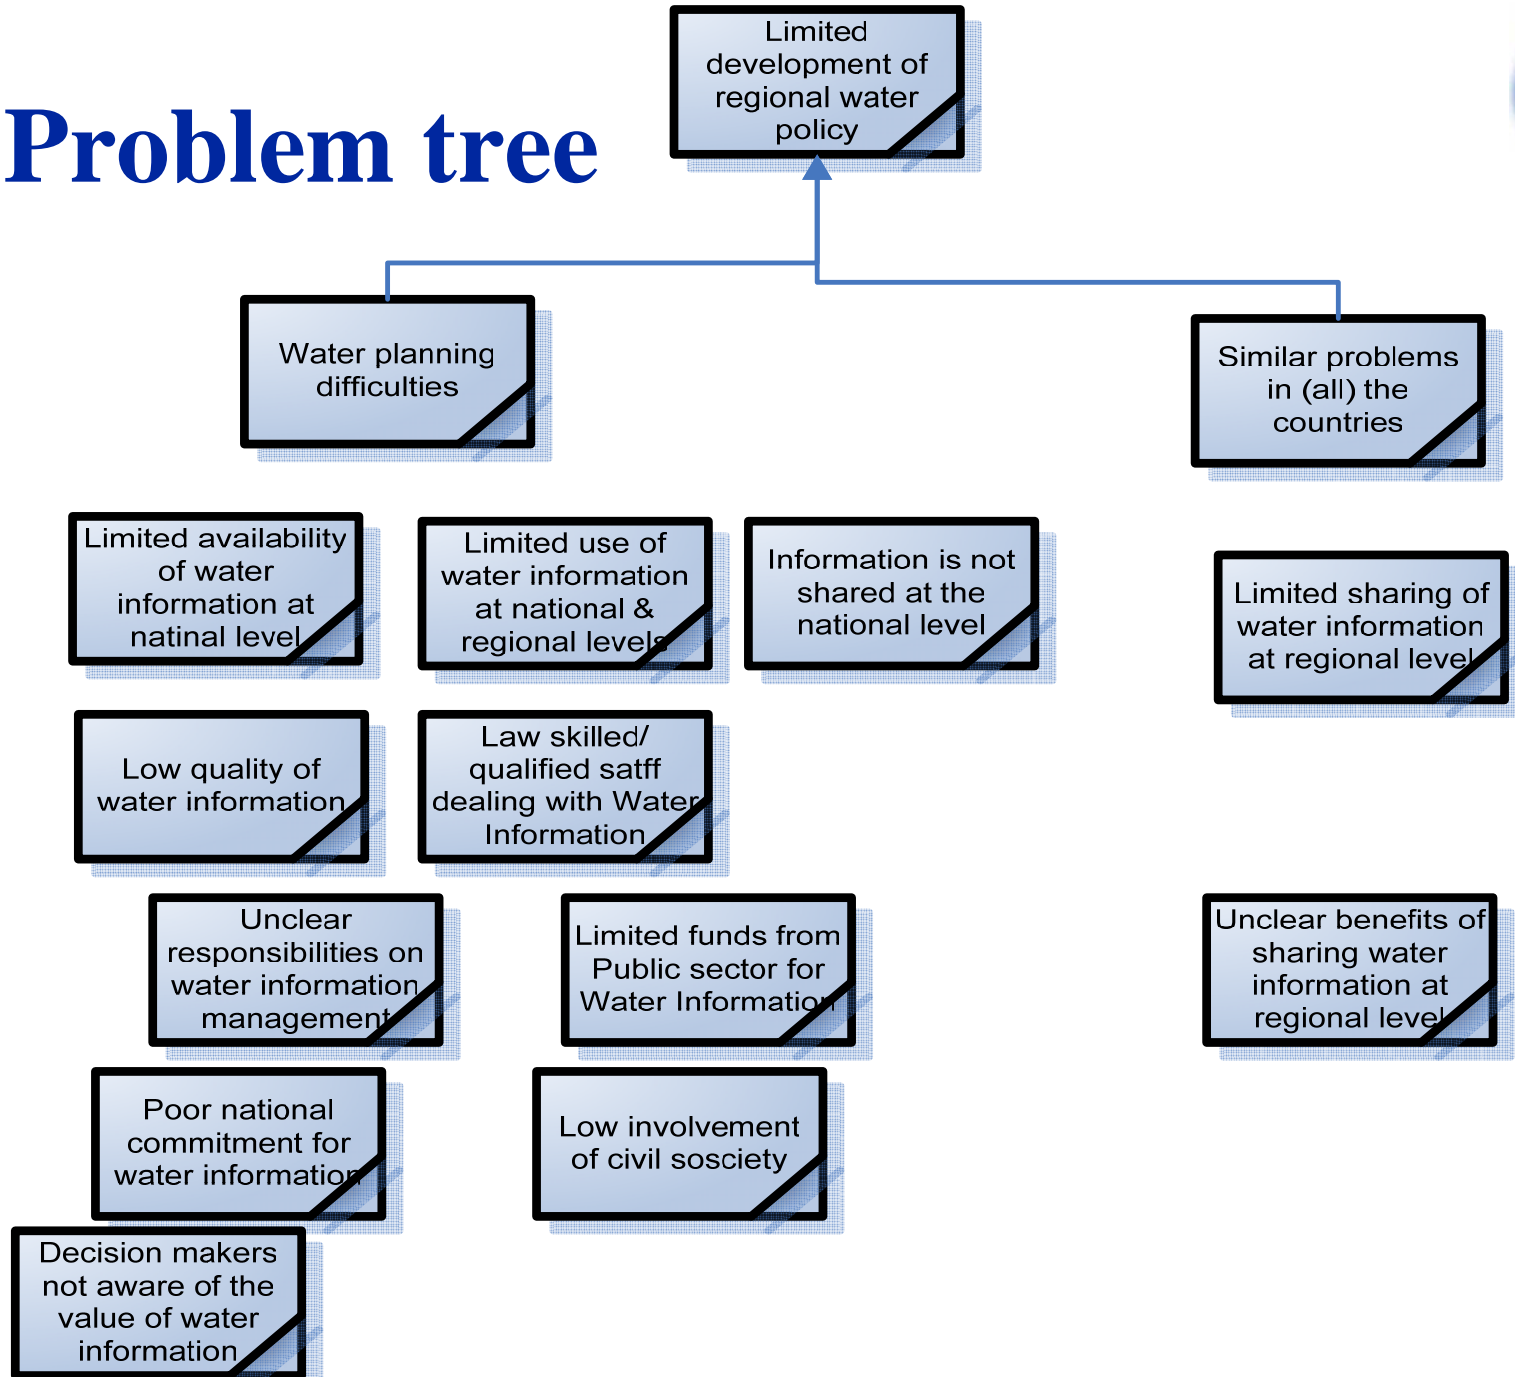 Limited
development of
regional water
policy
Problem tree
Water planning
difficulties
Similar problems
in (all) the
countries
Limited availability
of water
information at
natinal level
Limited use of
water information
at national &
regional levels
Information is not
shared at the
national level
Limited sharing of
water information
at regional level
Low quality of
water information
Law skilled/
qualified satff
dealing with Water
Information
Unclear
responsibilities on
water information
management
Limited funds from
Public sector for
Water Information
Unclear benefits of
sharing water
information at
regional level
Poor national
commitment for
water information
Low involvement
of civil sosciety
Decision makers
not aware of the
value of water
information